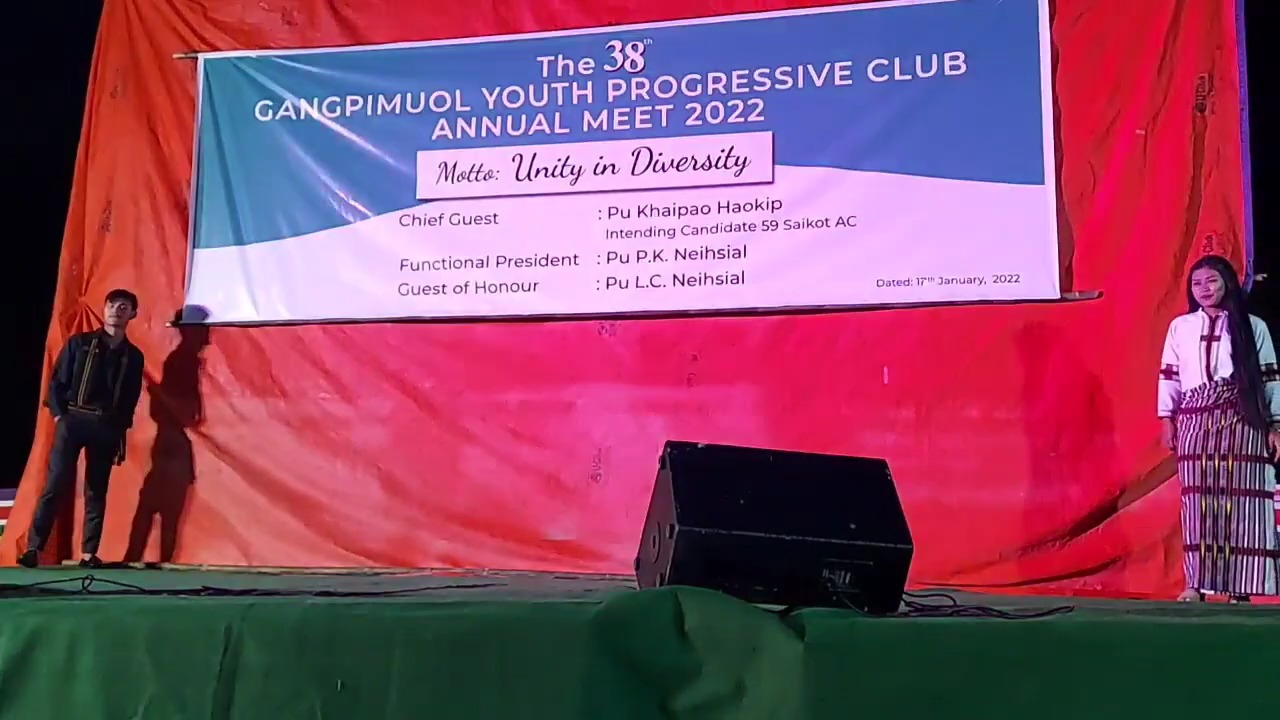 The 38th
GANGPIMUOL YOUTH PROGRESSIVE CLUB
ANNUAL MEET 2022
Motto: Unity in Diversity
Chief Guest : Pu Khaipao Haokip
Intending Candidate 59 Saikot AC
Functional President : Pu P.K. Neihsial
Guest of Honour : Pu L.C. Neihsial
Dated: 17th January, 2022